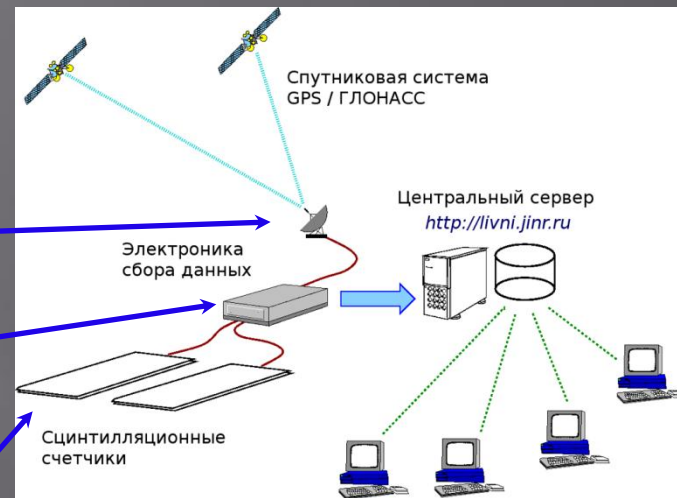 Спутниковая система
GPS / ГЛОНАСС
Центральный сервер
http://livni.jinr.ru
Электроника
сбора данных
Сцинтилляционные
счетчики